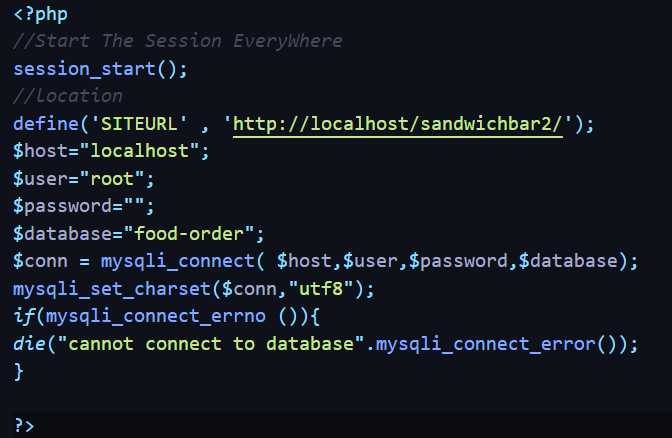 <?php
//Start The Session EveryWhere
session_start();
//location
define('SITEURL' , 'http://localhost/sandwichbar2/');
$host="localhost";
$user="root";
$password="";
$database="food-order";
$conn = mysqli_connect( $host,$user,$password,$database);
mysqli_set_charset($conn,"utf8");
if(mysqli_connect_errno ()){
die("cannot connect to database".mysqli_connect_error());
}
?>